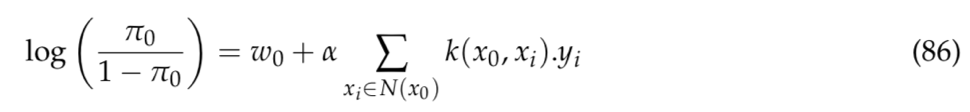 log ( π₀ / (1 − π₀) ) = w₀ + α ∑_{xᵢ∈N(x₀)} k(x₀, xᵢ).yᵢ (86)